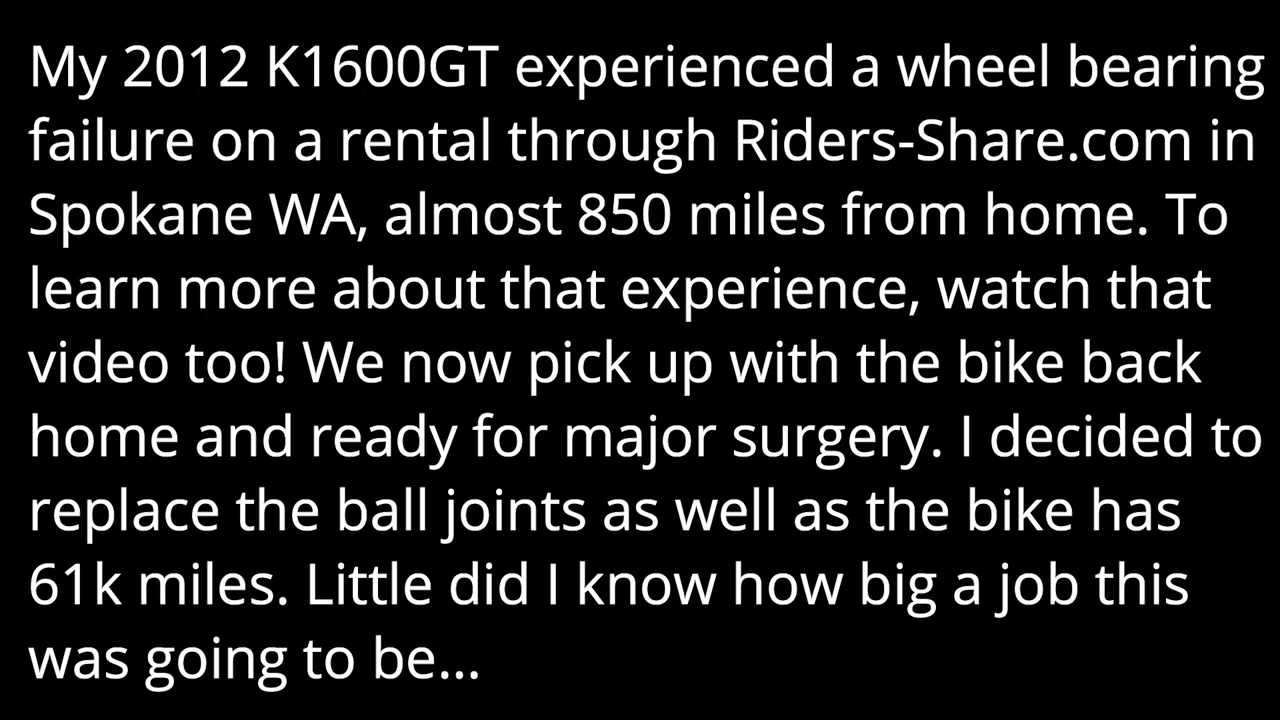 My 2012 K1600GT experienced a wheel bearing
failure on a rental through Riders-Share.com in
Spokane WA, almost 850 miles from home. To
learn more about that experience, watch that
video too! We now pick up with the bike back
home and ready for major surgery. I decided to
replace the ball joints as well as the bike has
61k miles. Little did I know how big a job this
was going to be...